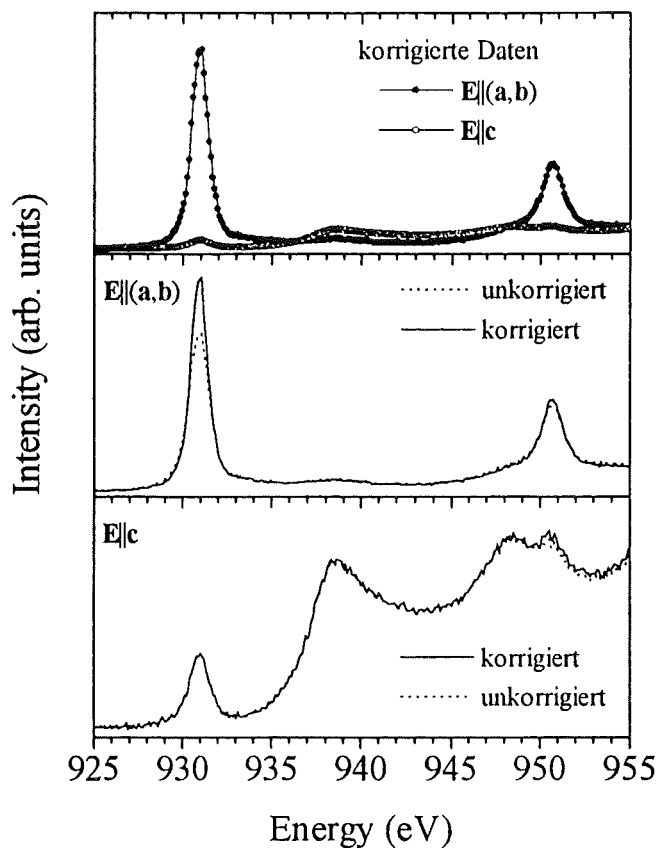 korrigierte Daten
E||(a,b)
E||c
E||(a,b)
unkorrigiert
korrigiert
E||c
korrigiert
unkorrigiert
Intensity (arb. units)
925 930 935 940 945 950 955
Energy (eV)